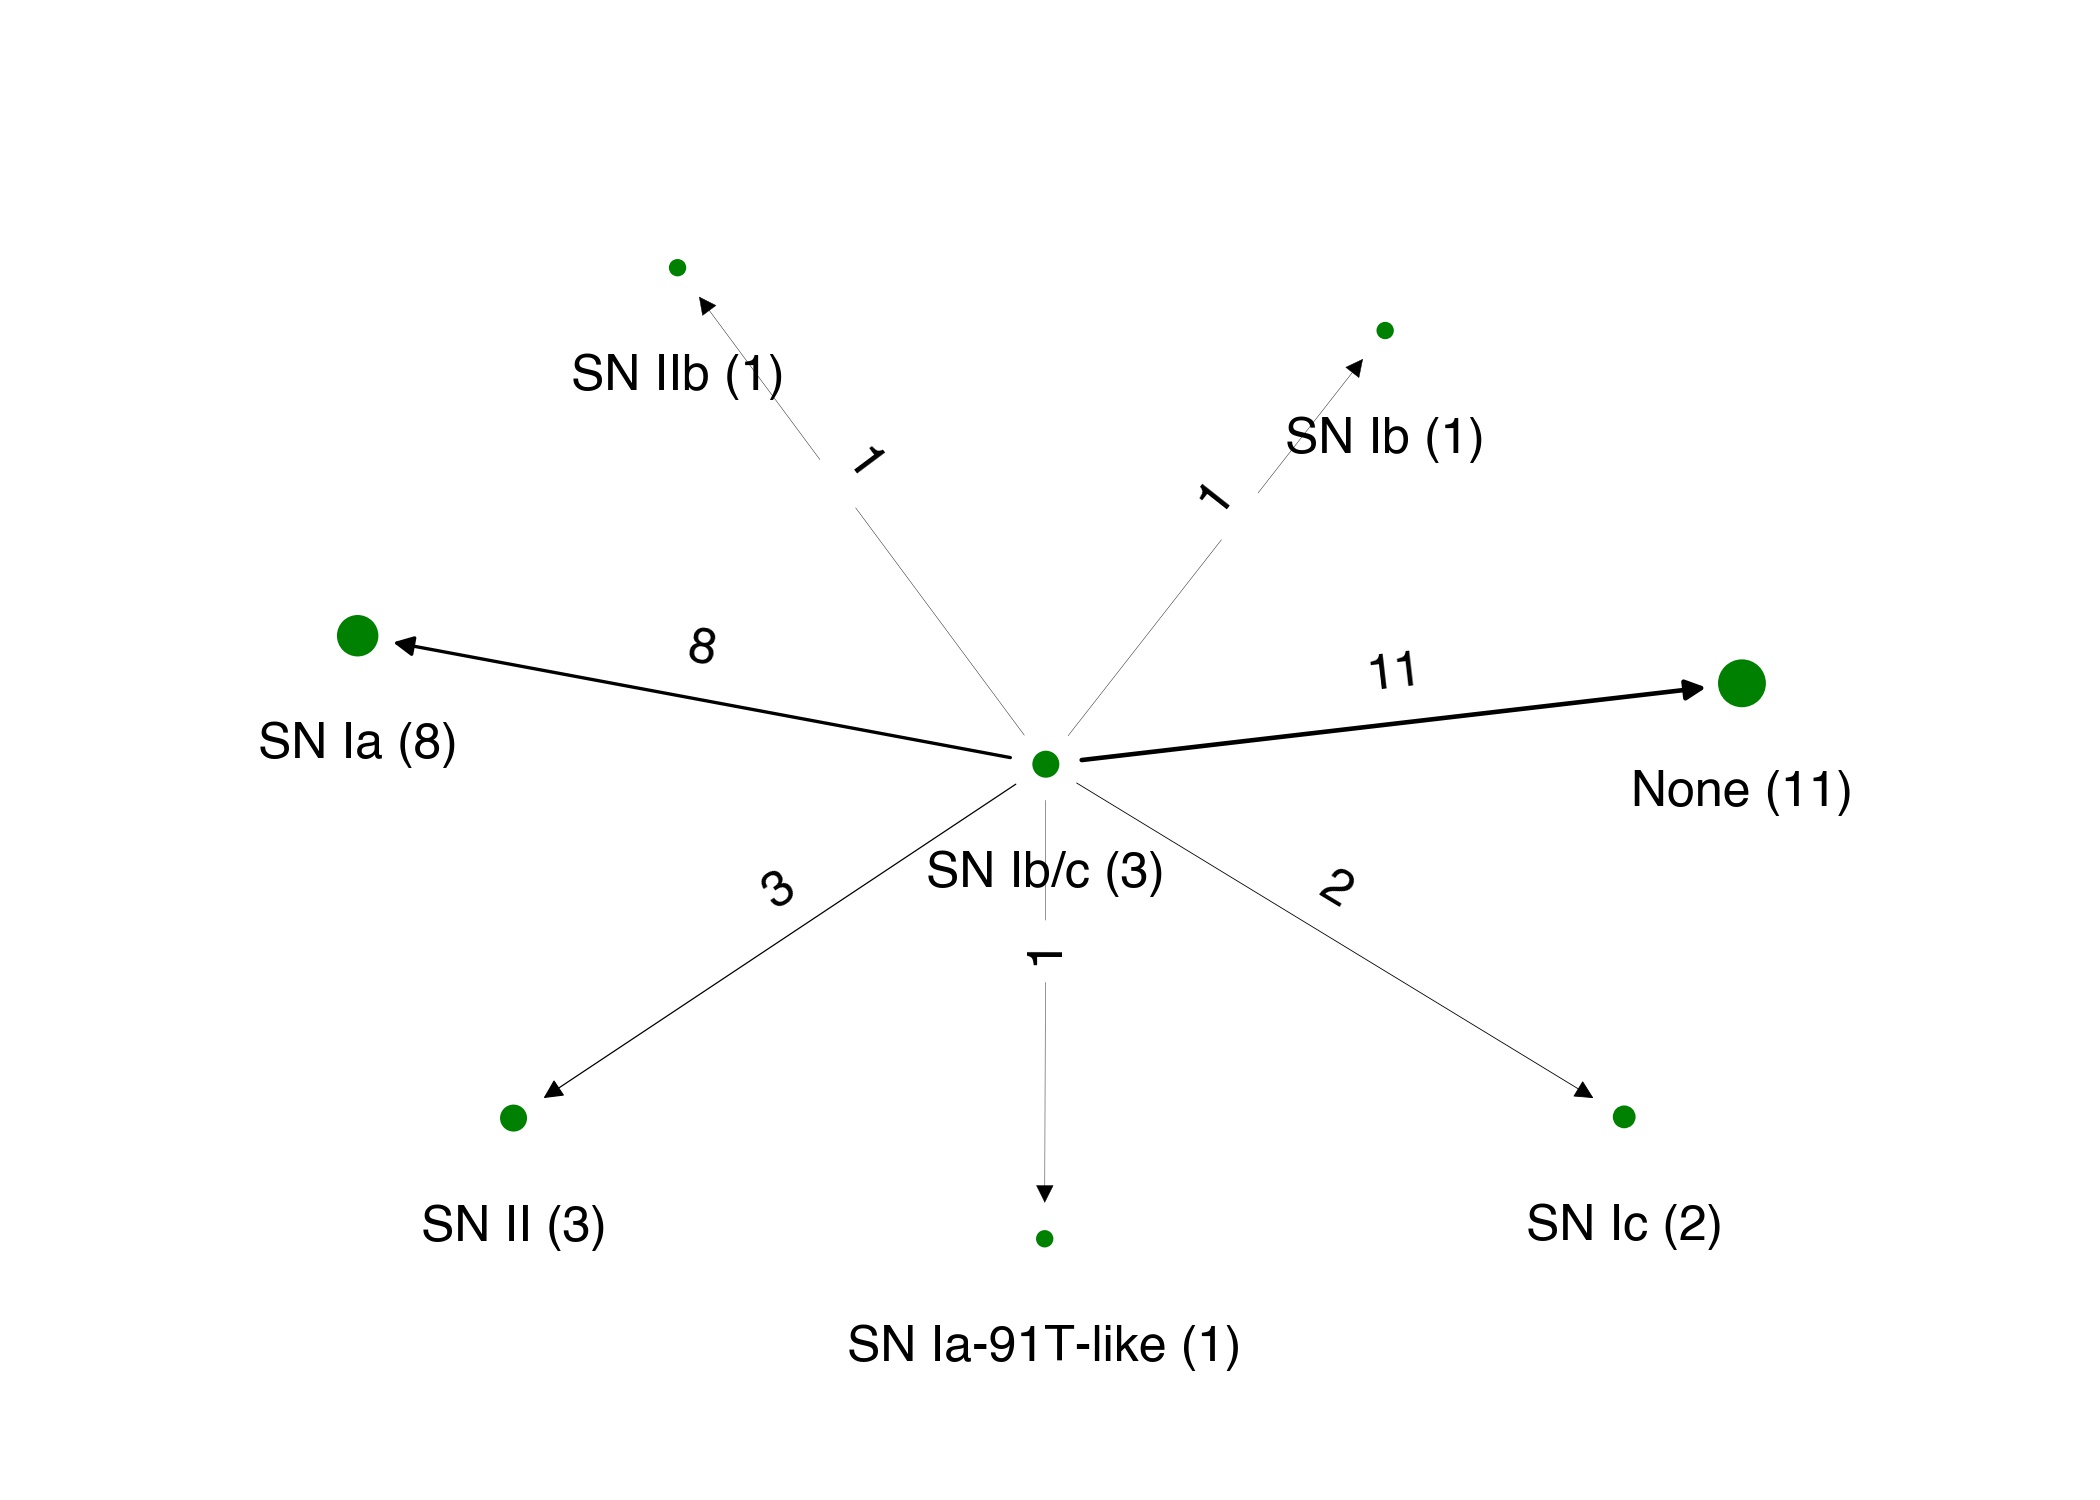 SN IIb (1)
SN Ib (1)
1
1
8
11
SN Ia (8)
None (11)
SN Ib/c (3)
3
2
1
SN II (3)
SN Ic (2)
SN Ia-91T-like (1)